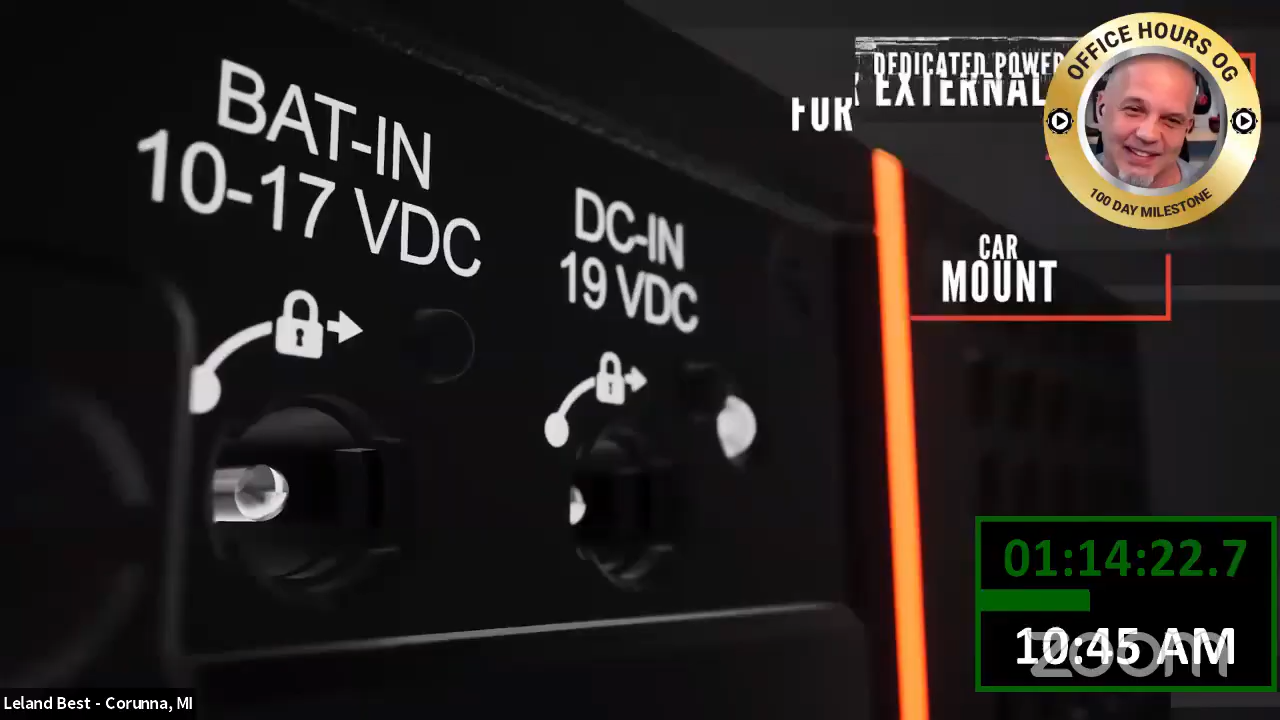 BAT-IN
10-17 VDC
DC-IN
19 VDC
DEDICATED POWER
FOR EXTERNAL
CAR
MOUNT
OFFICE HOURS OG
100 DAY MILESTONE
01:14:22.7
10:45 AM
zoom
Leland Best - Corunna, MI